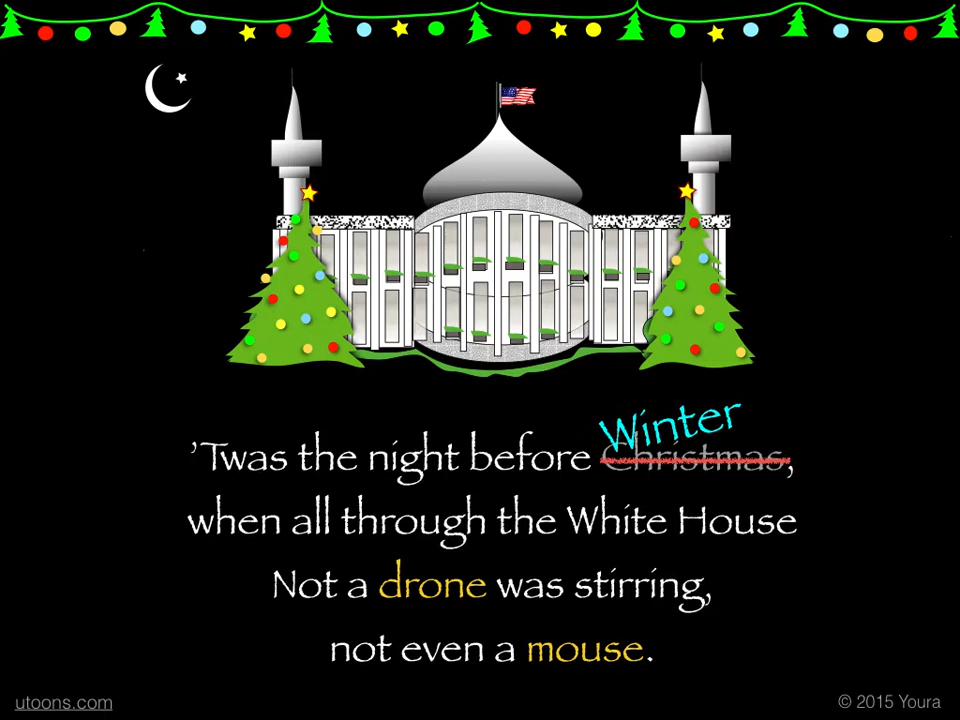 Winter
’Twas the night before Christmas,
when all through the White House
Not a drone was stirring,
not even a mouse.
utoons.com
© 2015 Youra